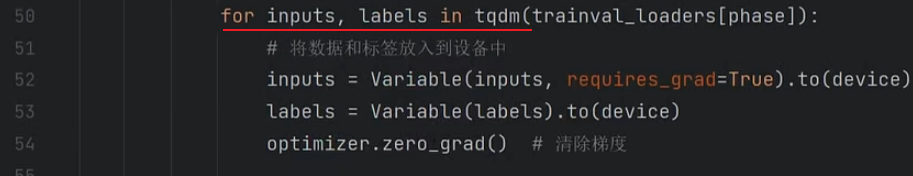 50 for inputs, labels in tqdm(trainval_loaders[phase]):
51 # 将数据和标签放入到设备中
52 inputs = Variable(inputs, requires_grad=True).to(device)
53 labels = Variable(labels).to(device)
54 optimizer.zero_grad()  # 清除梯度